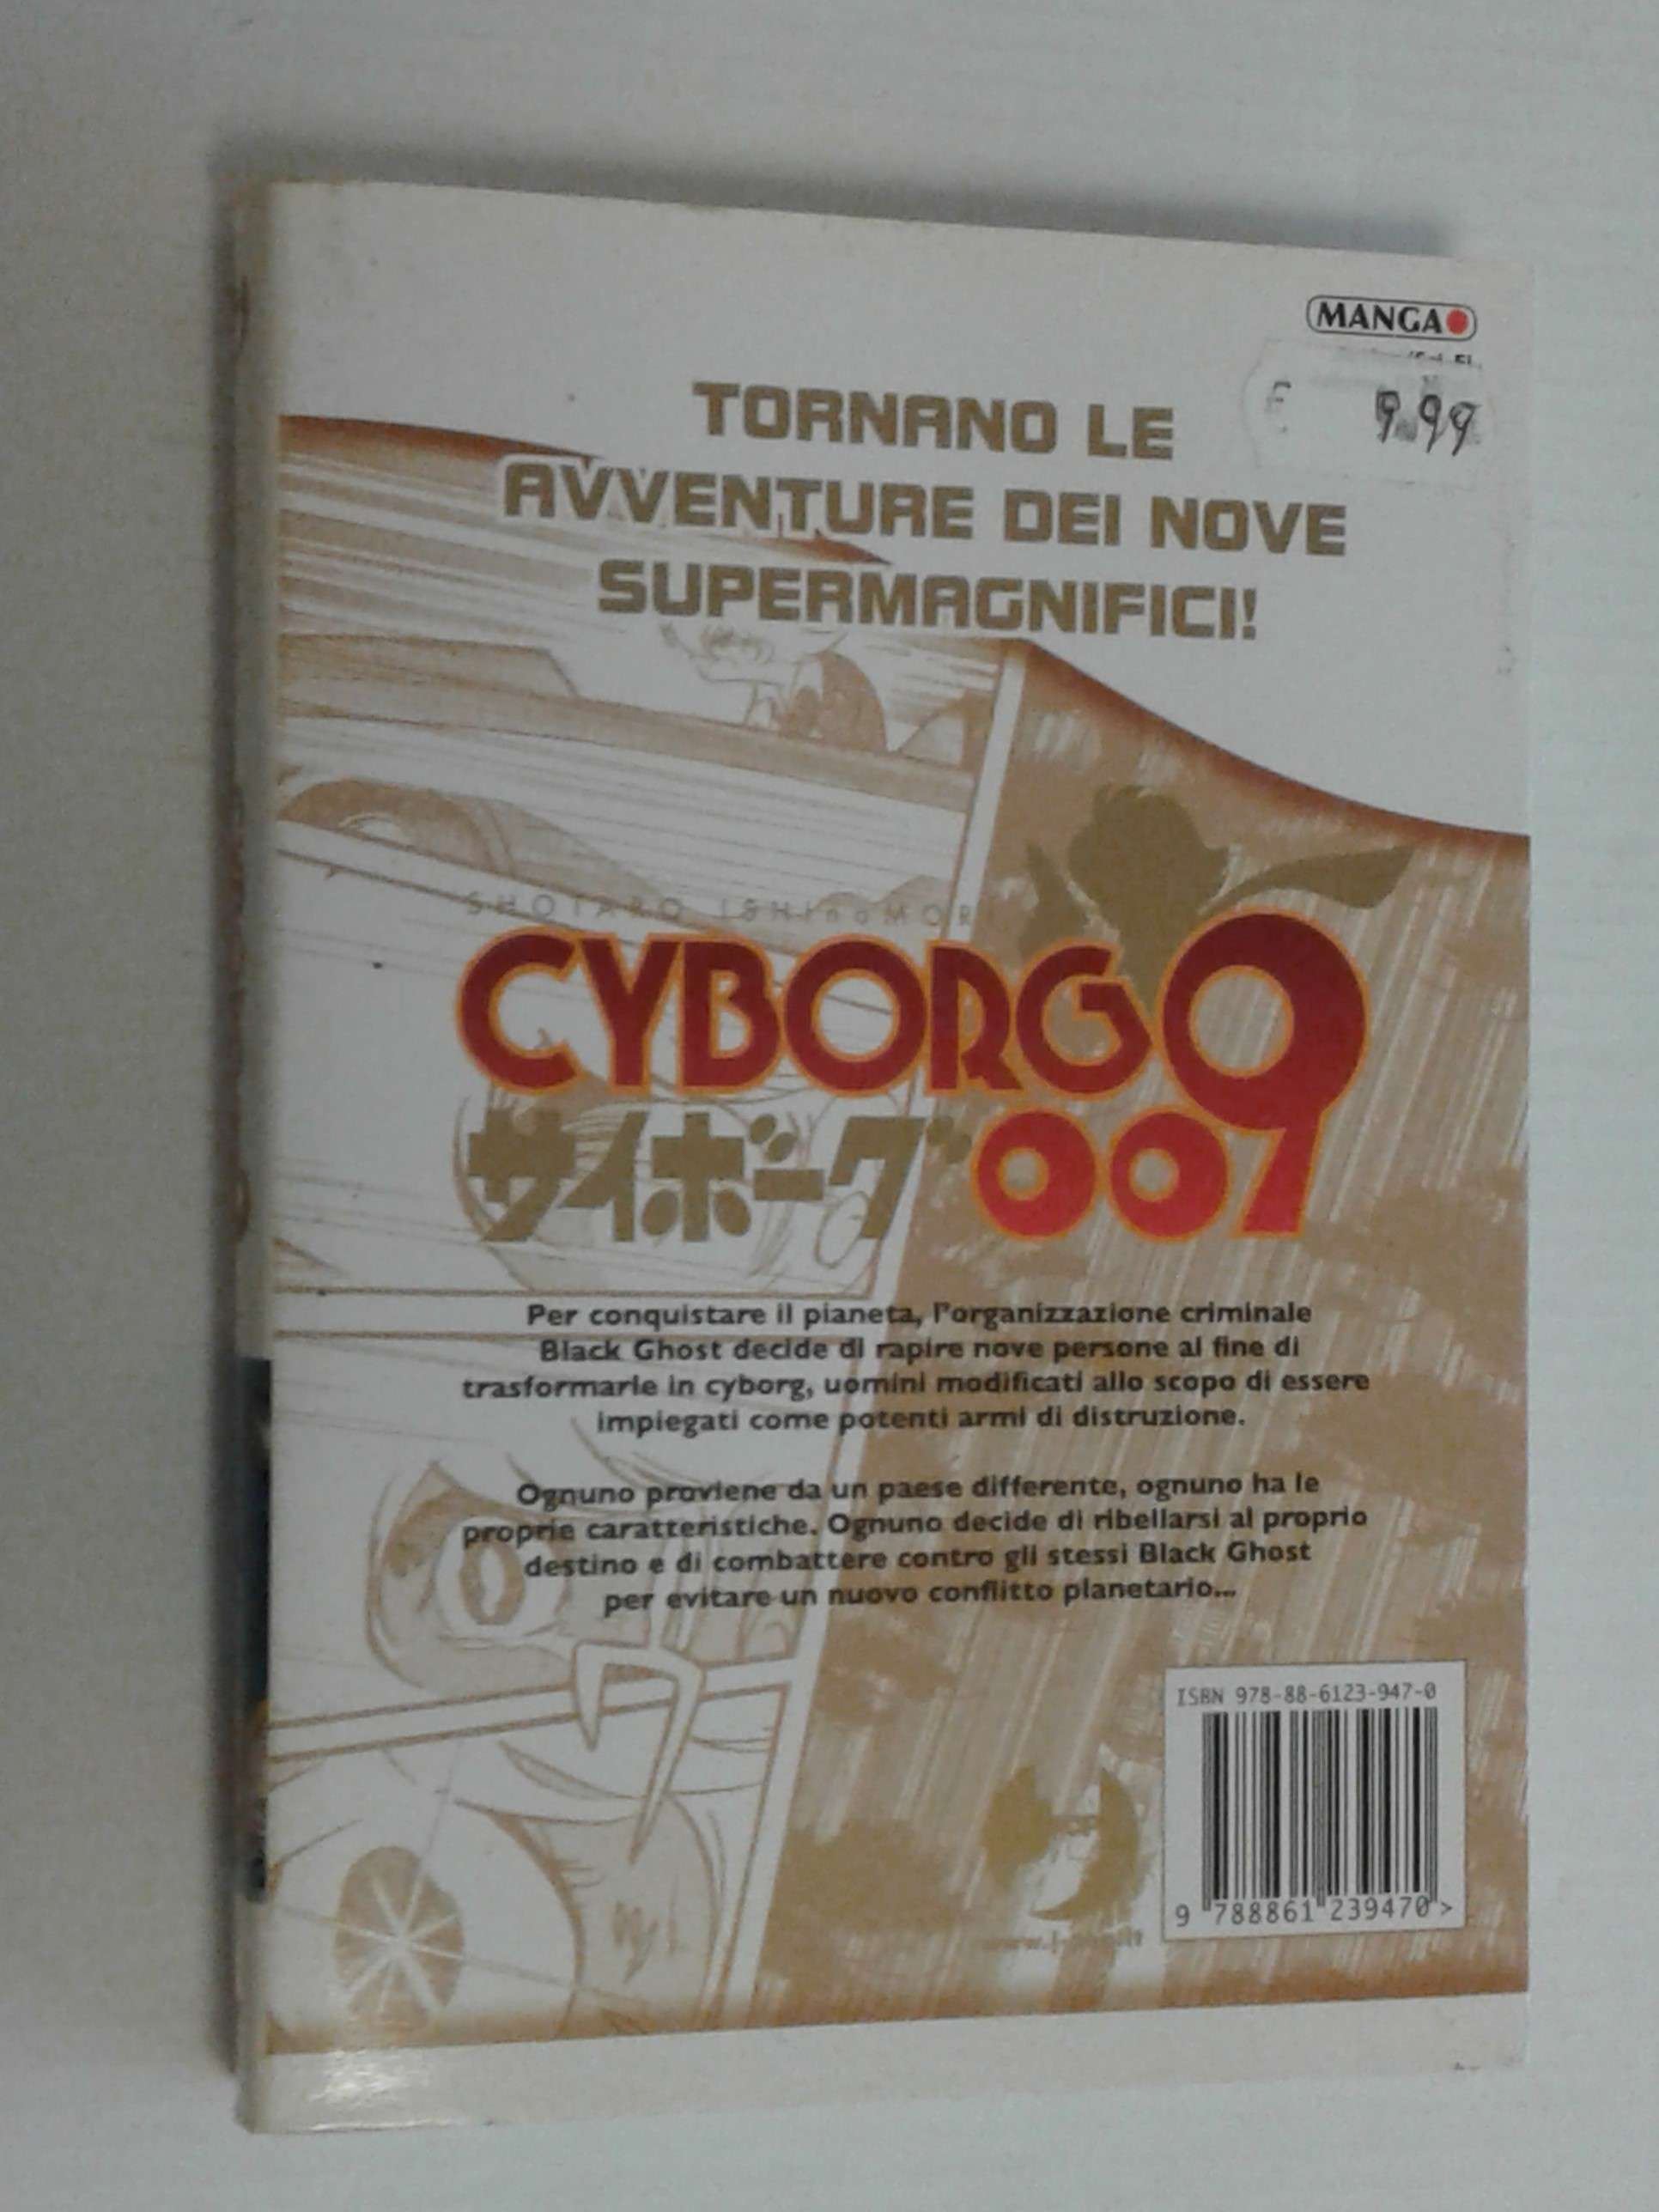 MANGA
€ 9.99
TORNANO LE
AVVENTURE DEI NOVE
SUPERMAGNIFICI!
SHOTARO ISHInoMORI
CYBORG 009
サイボーグ
Per conquistare il pianeta, l'organizzazione criminale
Black Ghost decide di rapire nove persone al fine di
trasformarle in cyborg, uomini modificati allo scopo di essere
impiegati come potenti armi di distruzione.
Ognuno proviene da un paese differente, ognuno ha le
proprie caratteristiche. Ognuno decide di ribellarsi al proprio
destino e di combattere contro gli stessi Black Ghost
per evitare un nuovo conflitto planetario...
ISBN 978-88-6123-947-0
9 788861 239470 >